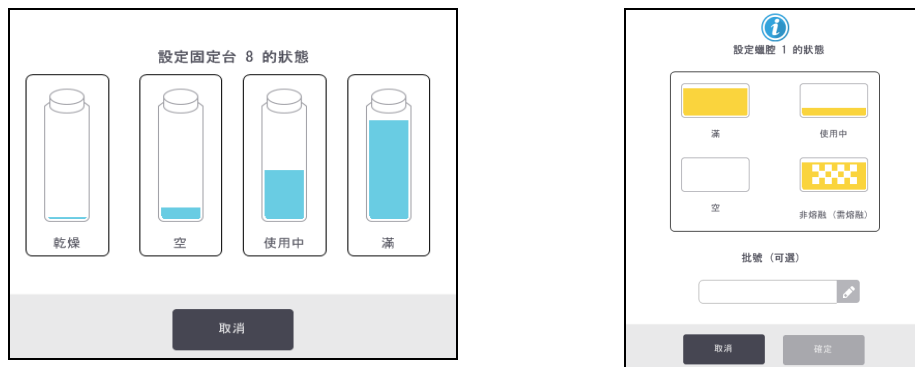 設定固定台 8 的狀態
乾燥
空
使用中
滿
取消
設定蠟腔 1 的狀態
滿
使用中
空
非熔融（需熔融）
批號（可選）
取消
確定